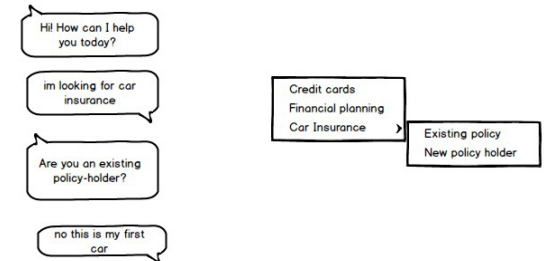 Hi! How can I help
you today?
im looking for car
insurance
Are you an existing
policy-holder?
no this is my first
car
Credit cards
Financial planning
Car Insurance
Existing policy
New policy holder